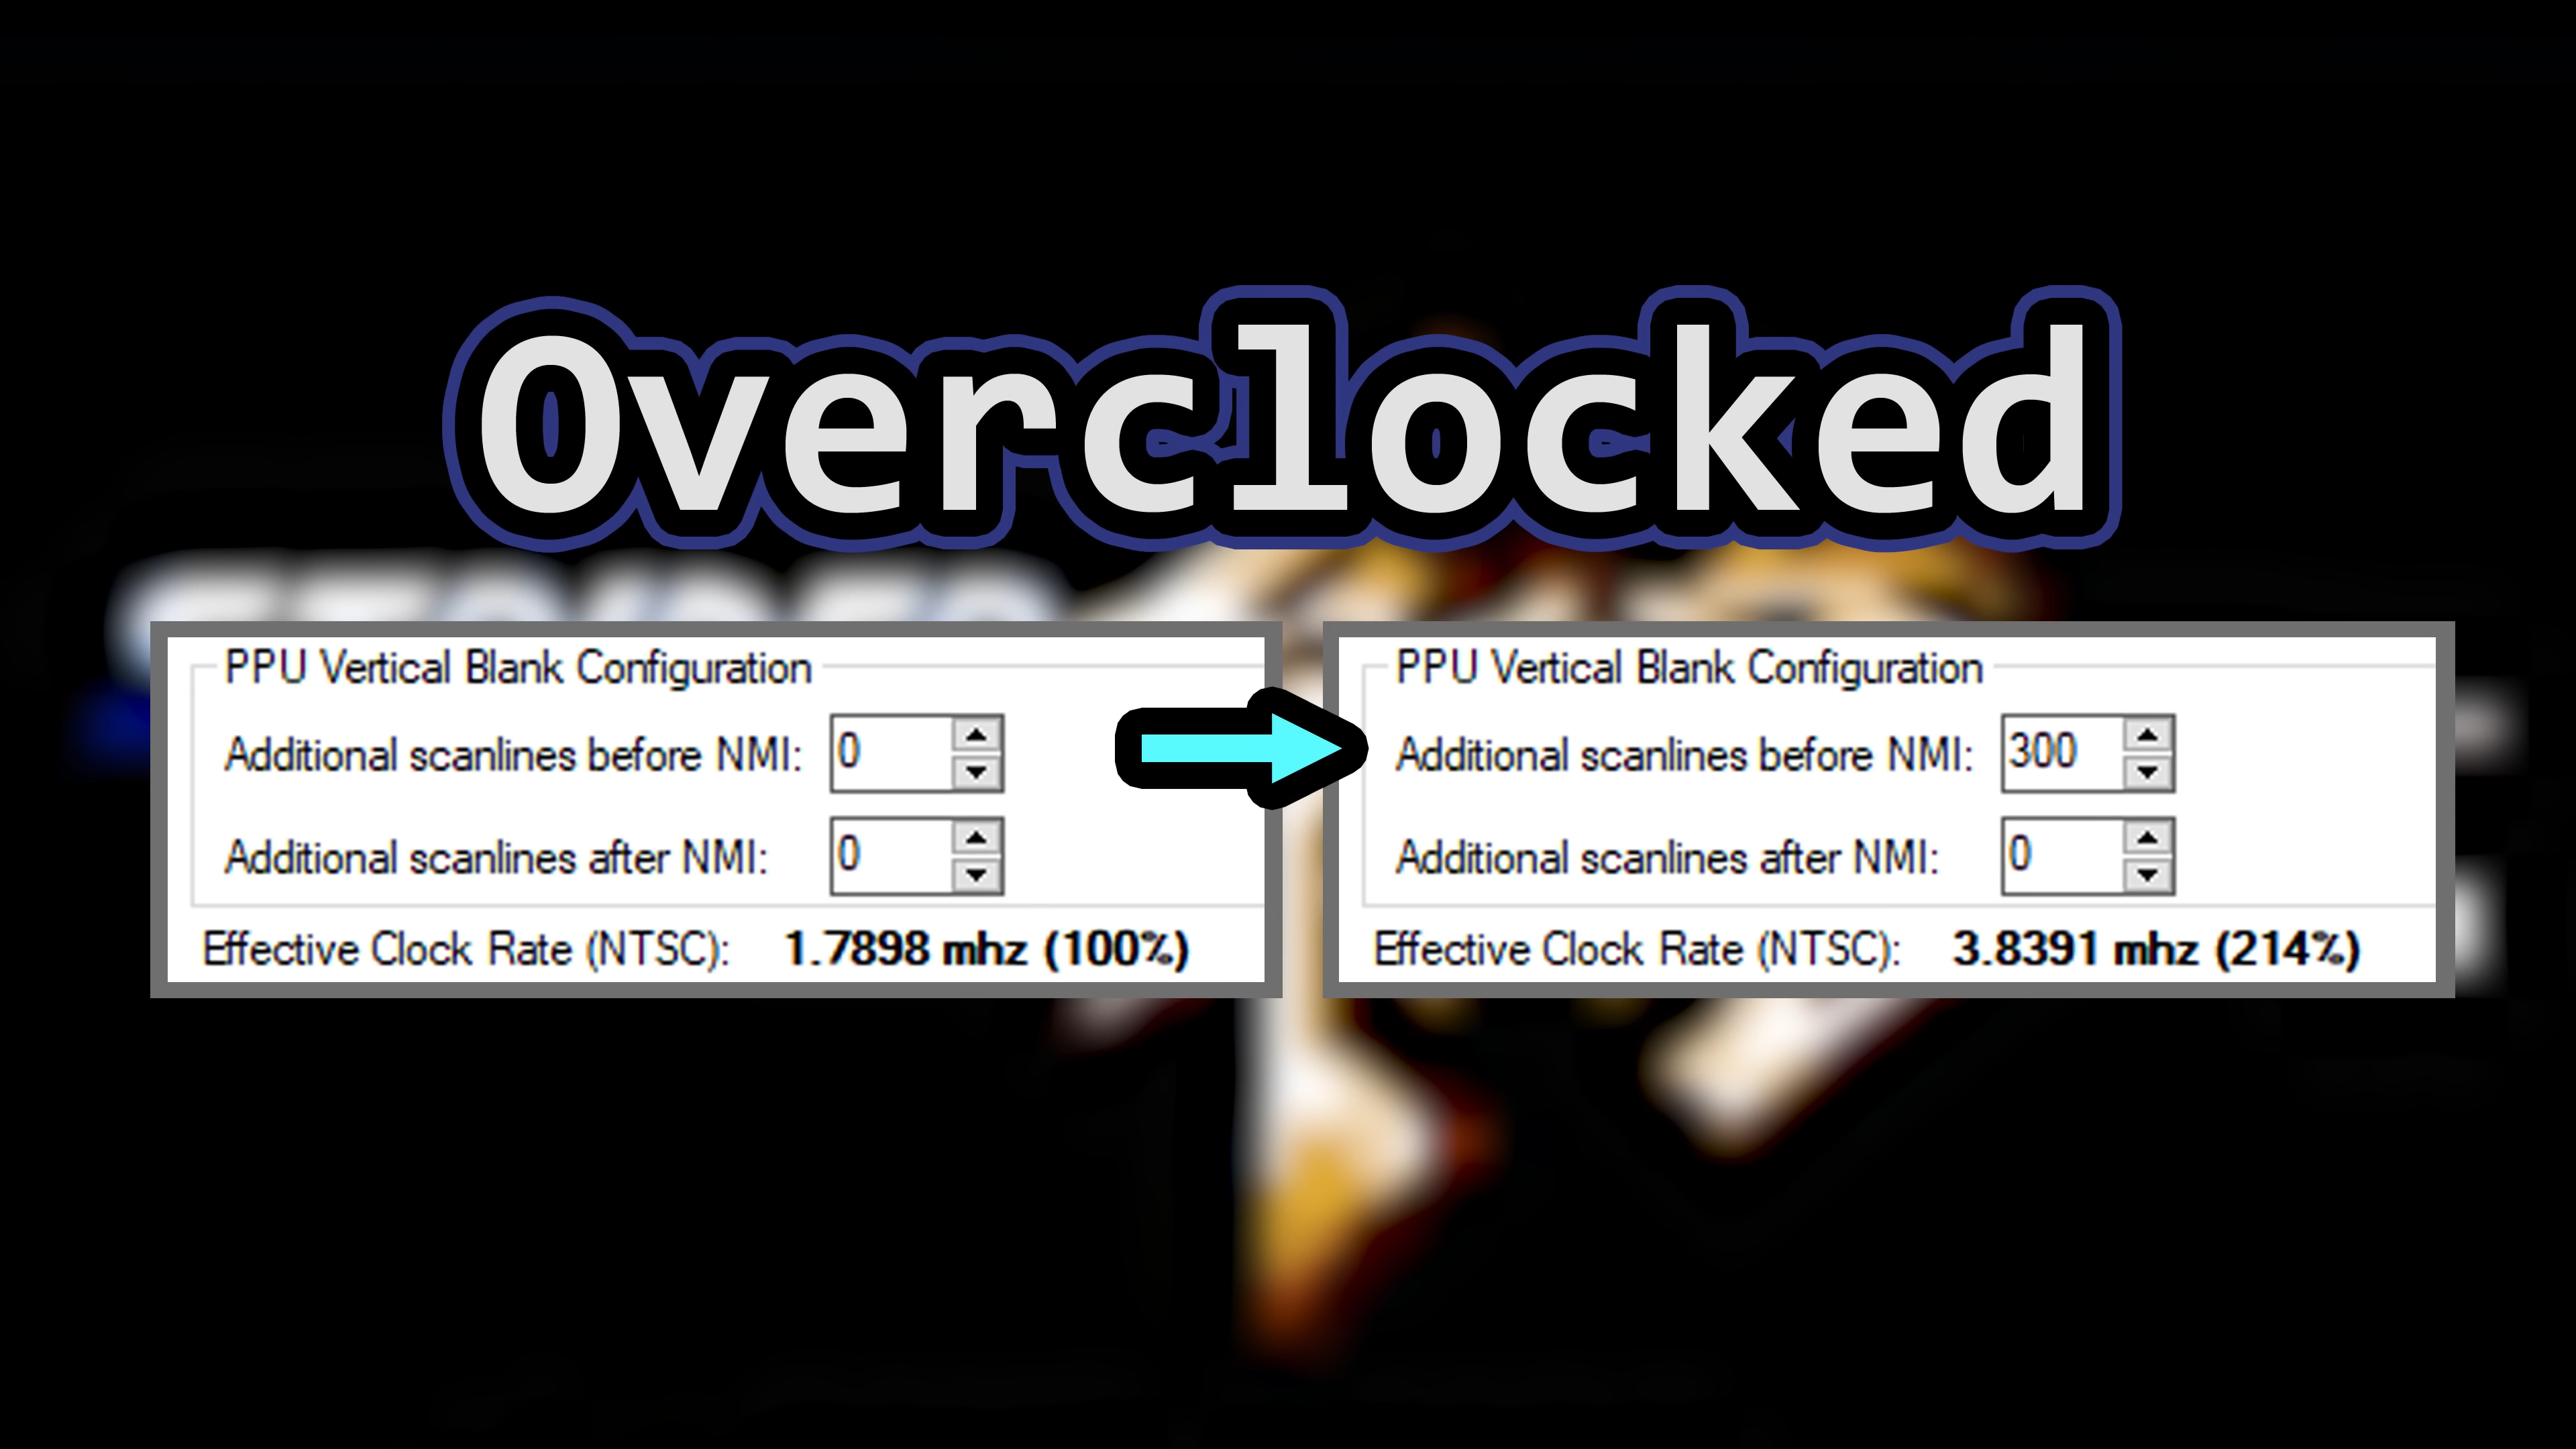 Overclocked
PPU Vertical Blank Configuration
Additional scanlines before NMI: 0
Additional scanlines after NMI: 0
Effective Clock Rate (NTSC): 1.7898 mhz (100%)
PPU Vertical Blank Configuration
Additional scanlines before NMI: 300
Additional scanlines after NMI: 0
Effective Clock Rate (NTSC): 3.8391 mhz (214%)